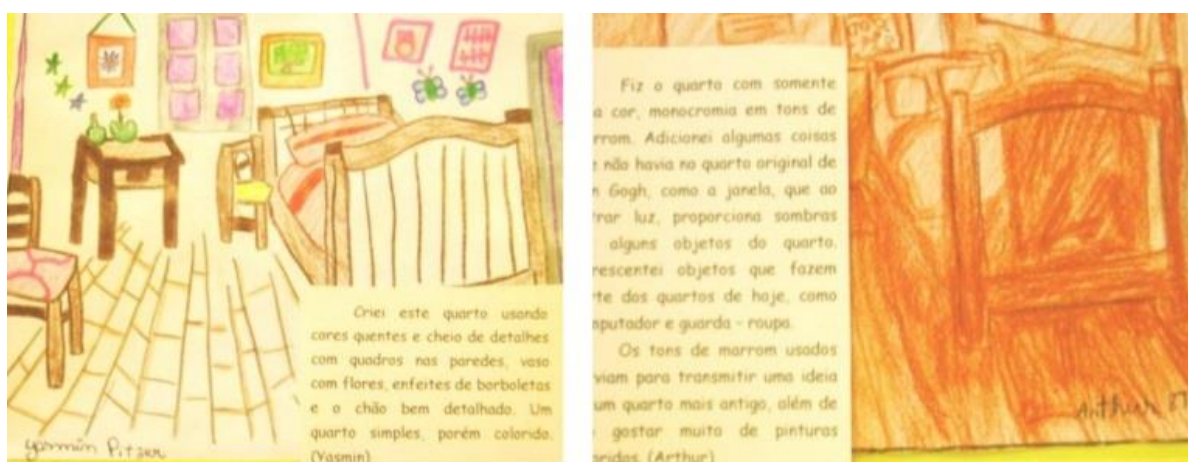 Criei este quarto usando
cores quentes e cheio de detalhes
com quadros nas paredes, vaso
com flores, enfeites de borboletas
e o chão bem detalhado. Um
quarto simples, porém colorido.
(Yasmin)
Yasmin Pitzer
Fiz o quarto com somente
a cor, monocromia em tons de
rrom. Adicionei algumas coisas
e não havia no quarto original de
n Gogh, como a janela, que ao
trar luz, proporciona sombras
alguns objetos do quarto.
rescentei objetos que fazem
rte dos quartos de hoje, como
mputador e guarda - roupa.
Os tons de marrom usados
viam para transmitir uma ideia
um quarto mais antigo, além de
gostar muito de pinturas
oridas. (Arthur)
Arthur